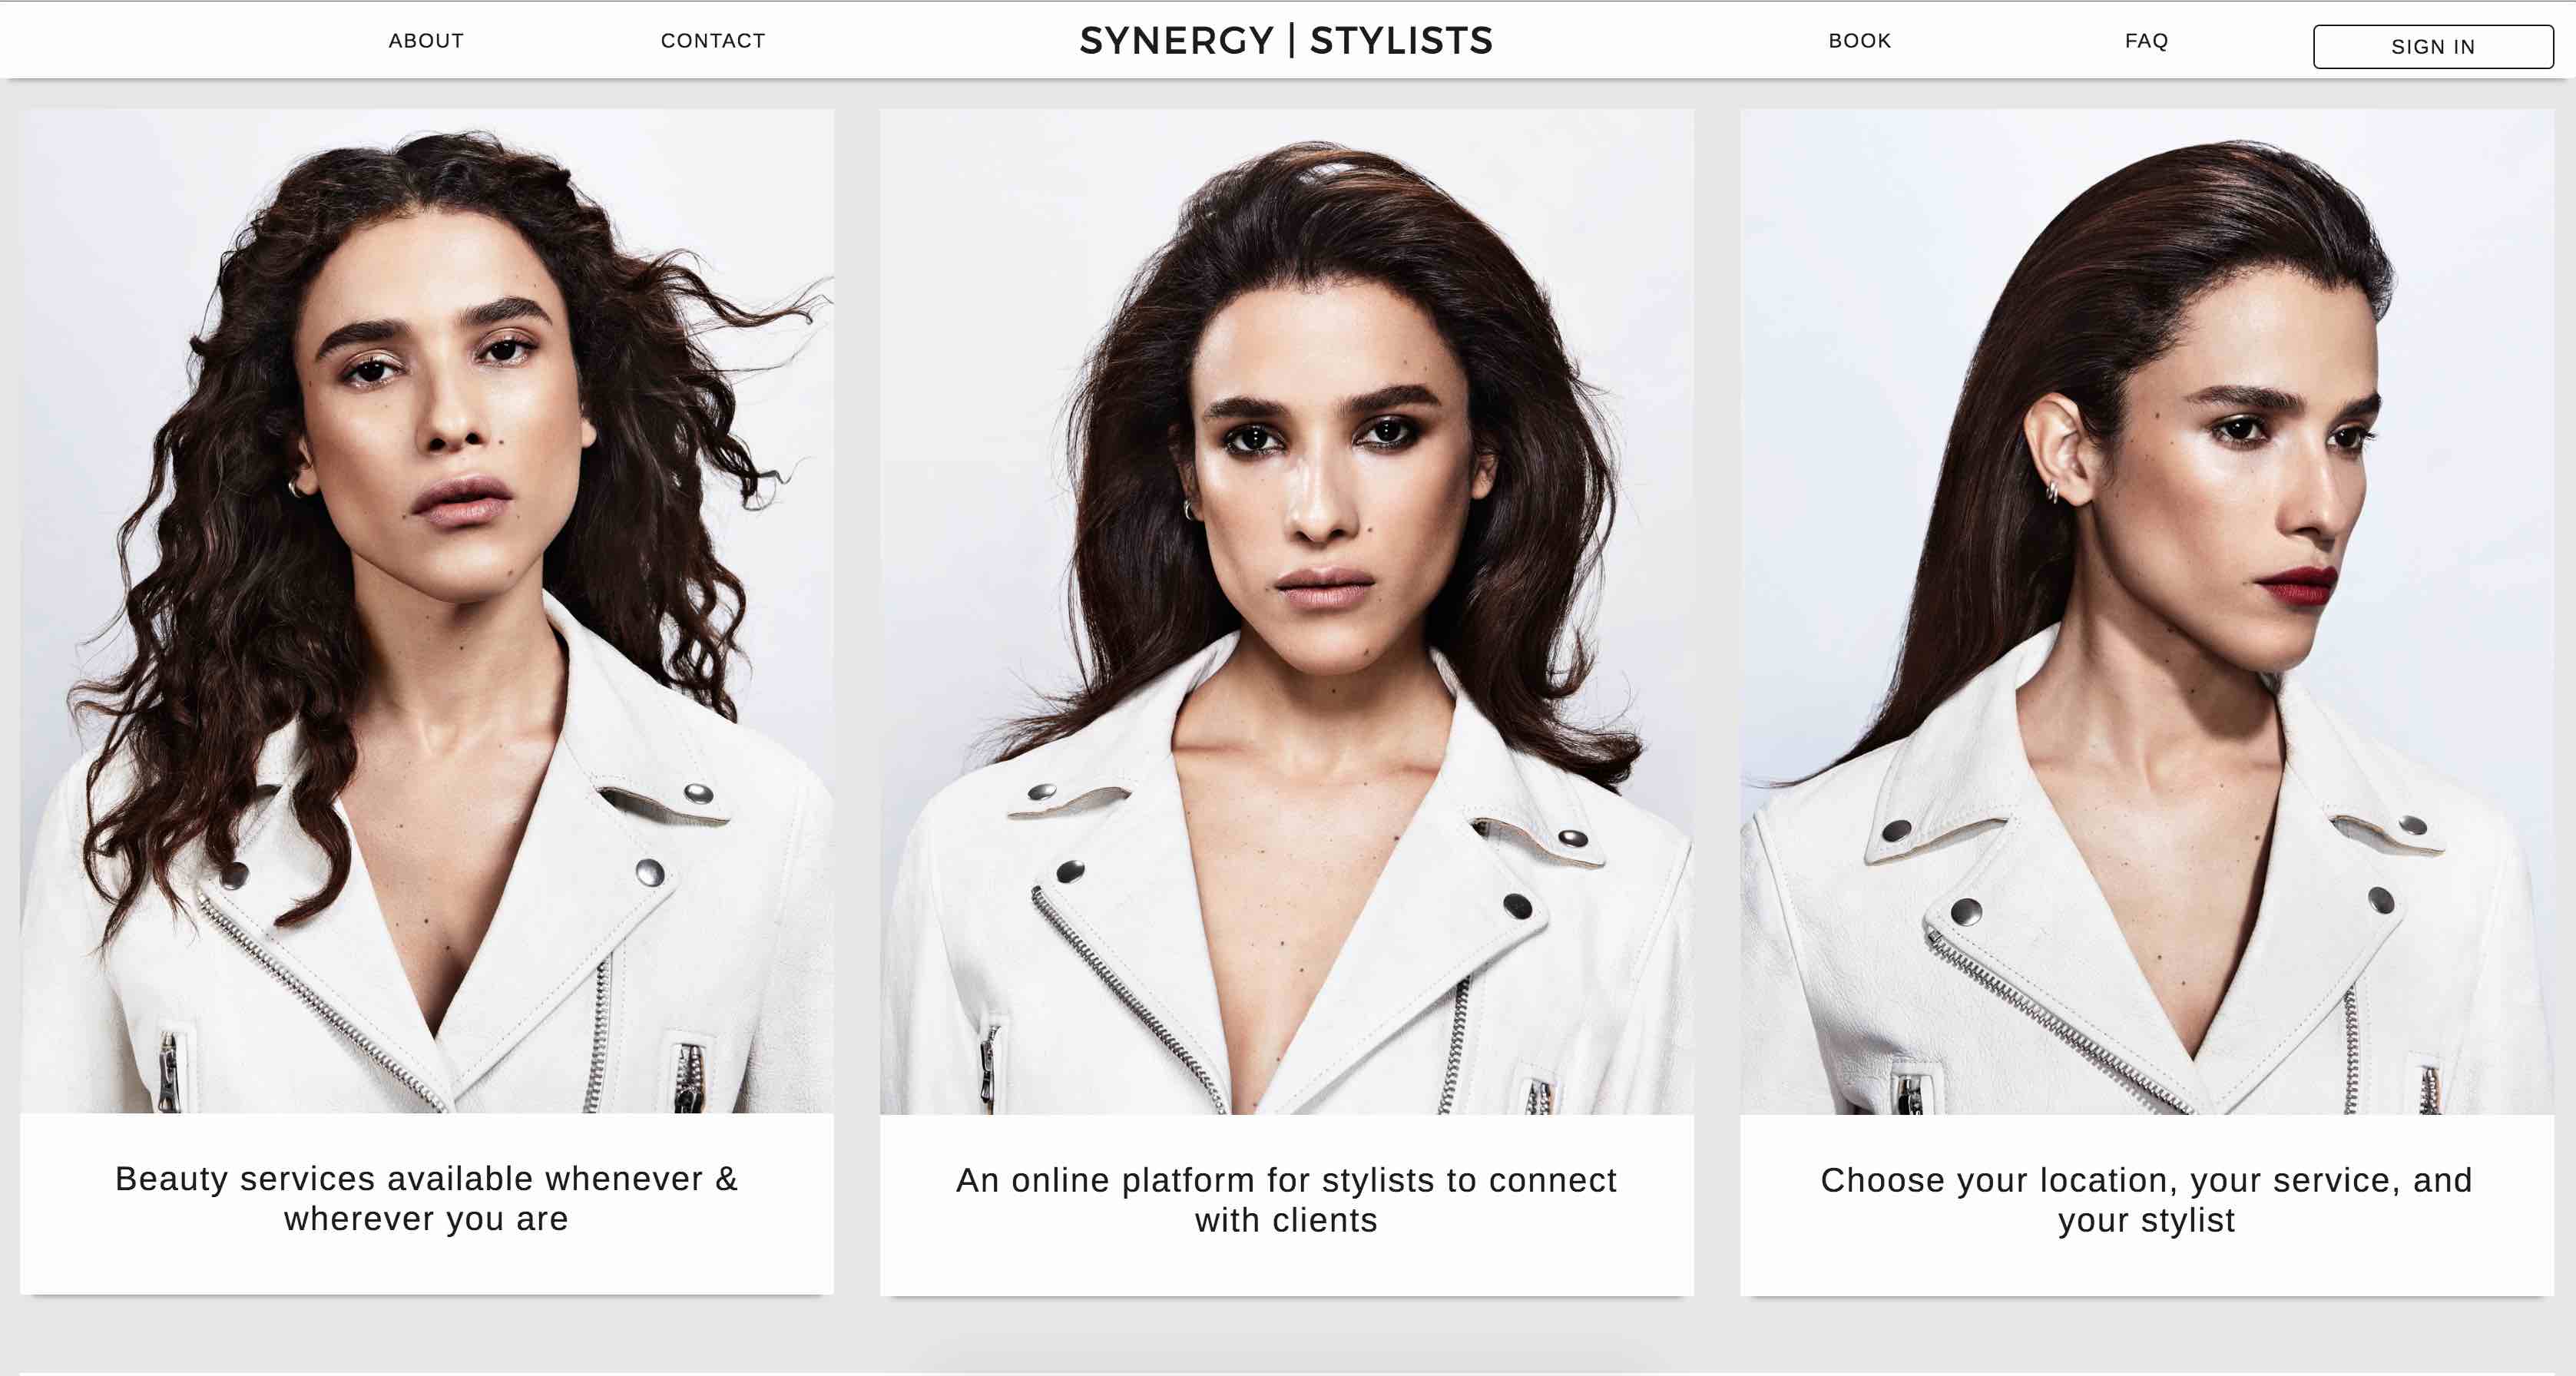 ABOUT
CONTACT
SYNERGY | STYLISTS
BOOK
FAQ
SIGN IN
Beauty services available whenever &
wherever you are
An online platform for stylists to connect
with clients
Choose your location, your service, and
your stylist